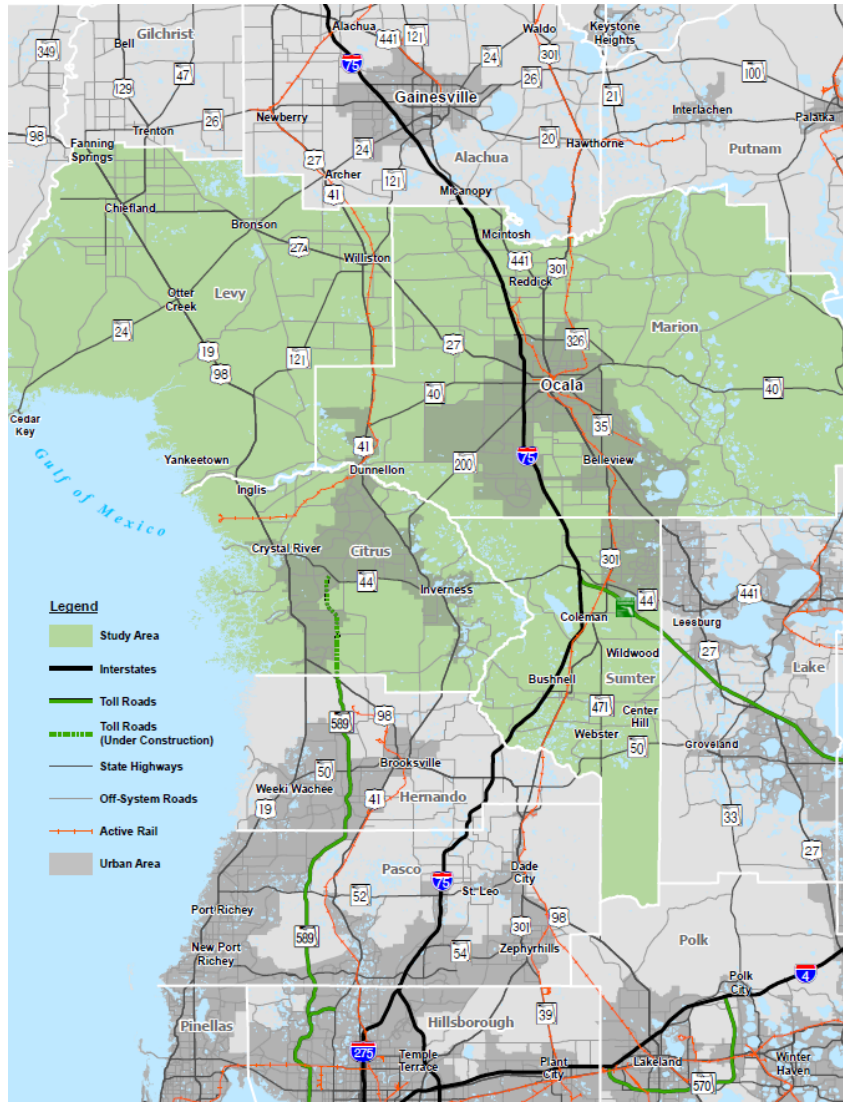 Gilchrist
Alachua
441
121
Waldo
Keystone
Heights
349
Bell
47
75
24
301
26
100
129
Gainesville
21
Interlachen
Palatka
98
Trenton
26
Newberry
20
Hawthorne
Putnam
Fanning
Springs
24
27
Archer
41
121
Alachua
Micanopy
Chiefland
Bronson
27A
Williston
Mcintosh
441
301
Reddick
Levy
Otter
Creek
Marion
24
19
98
121
27
326
Ocala
40
40
Cedar
Key
35
Gulf of Mexico
Yankeetown
41
Dunnellon
200
75
Belleview
Inglis
Crystal River
Citrus
301
44
Inverness
44
441
Coleman
Leesburg
Wildwood
27
Lake
Bushnell
Sumter
471
Center
Hill
Webster
50
Groveland
Legend
Study Area
Interstates
Toll Roads
Toll Roads
(Under Construction)
State Highways
Off-System Roads
Active Rail
Urban Area
589
98
50
Brooksville
Weeki Wachee
19
41
Hernando
33
27
Pasco
75
Dade
City
St. Leo
52
Port Richey
98
301
589
New Port
Richey
54
Zephyrhills
Polk
Polk
City
4
Pinellas
Hillsborough
39
275
Temple
Terrace
Plant
City
Lakeland
Winter
Haven
570